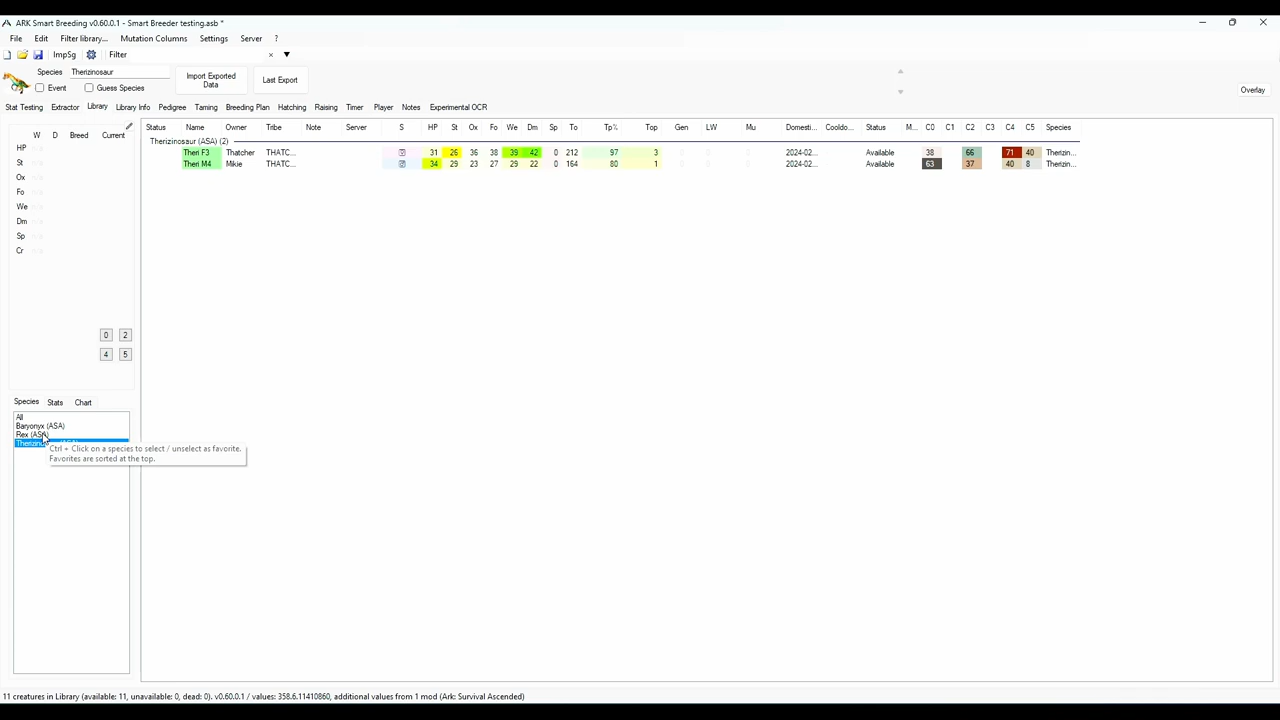 ARK Smart Breeding v0.60.0.1 - Smart Breeder testing.asb *
File Edit Filter library... Mutation Columns Settings Server ?
ImpSg Filter × ▼
Species Therizinosaur Import Exported Data Last Export
Event Guess Species Overlay
Stat Testing Extractor Library Library Info Pedigree Taming Breeding Plan Hatching Raising Timer Player Notes Experimental OCR
W D Breed Current
HP
St
Ox
Fo
We
Dm
Sp
Cr
0 2
4 5
Species Stats Chart
All
Baryonyx (ASA)
Rex (ASA)
Ctrl + Click on a species to select / unselect as favorite.
Favorites are sorted at the top.
Status Name Owner Tribe Note Server S HP St Ox Fo We Dm Sp To Tp% Top Gen LW Mu Domesti... Cooldo... Status M... C0 C1 C2 C3 C4 C5 Species
Therizinosaur (ASA) (2)
Theri F3 Thatcher THATC... 31 26 36 38 39 42 0 212 97 3 2024-02... Available 38 66 71 40 Therizin...
Theri M4 Mikie THATC... 34 29 23 27 29 22 0 164 80 1 2024-02... Available 63 37 40 8 Therizin...
11 creatures in Library (available: 11, unavailable: 0, dead: 0). v0.60.0.1 / values: 358.6.11410860, additional values from 1 mod (Ark: Survival Ascended)